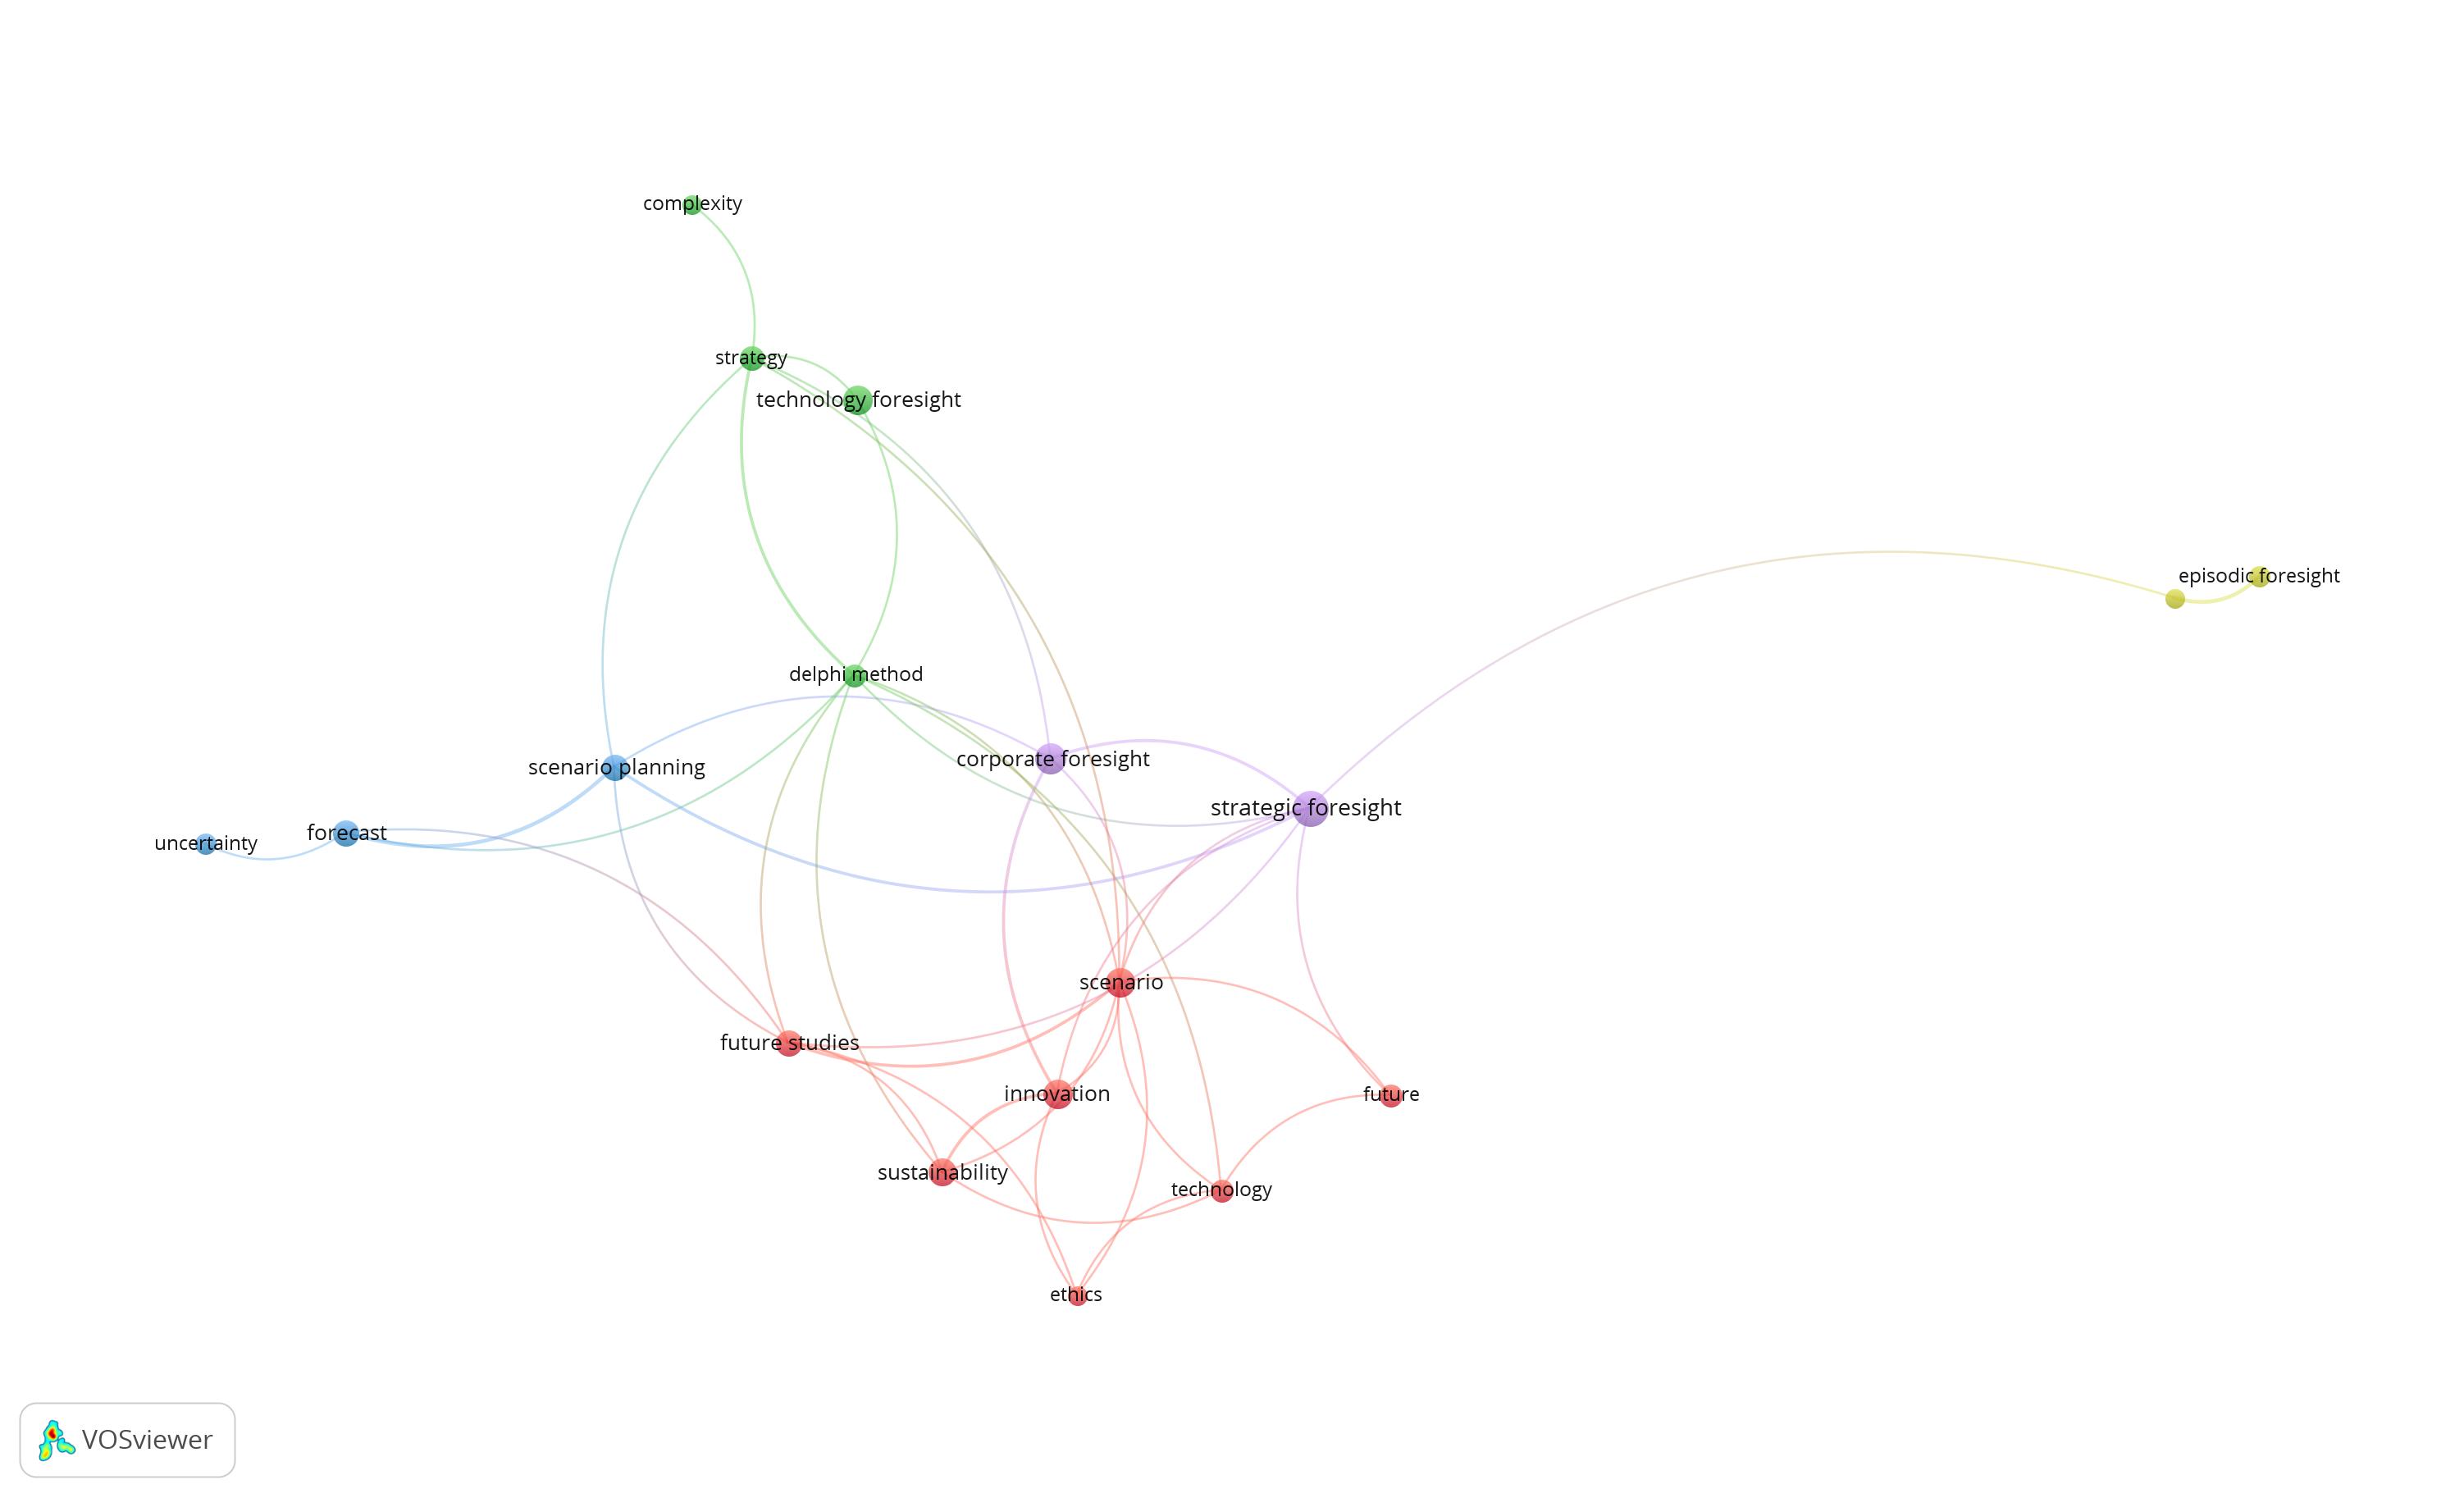 complexity
strategy
technology foresight
episodic foresight
delphi method
corporate foresight
scenario planning
strategic foresight
forecast
uncertainty
scenario
future studies
innovation
future
sustainability
technology
ethics
VOSviewer